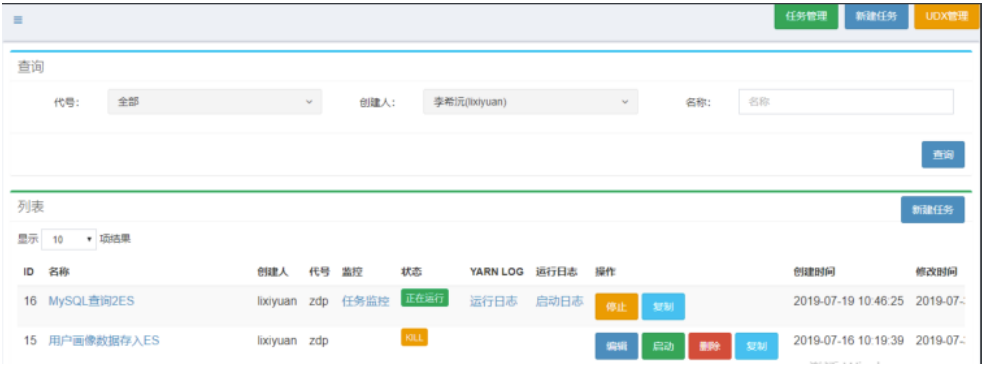 任务管理 新建任务 UDX管理
查询
代号: 全部 创建人: 李希沅(lixiyuan) 名称: 名称
查询
列表 新建任务
显示 10 项结果
ID 名称 创建人 代号 监控 状态 YARN LOG 运行日志 操作 创建时间 修改时间
16 MySQL查询2ES lixiyuan zdp 任务监控 正在运行 运行日志 启动日志 停止 复制 2019-07-19 10:46:25 2019-07-
15 用户画像数据存入ES lixiyuan zdp KILL 编辑 启动 删除 复制 2019-07-16 10:19:39 2019-07-